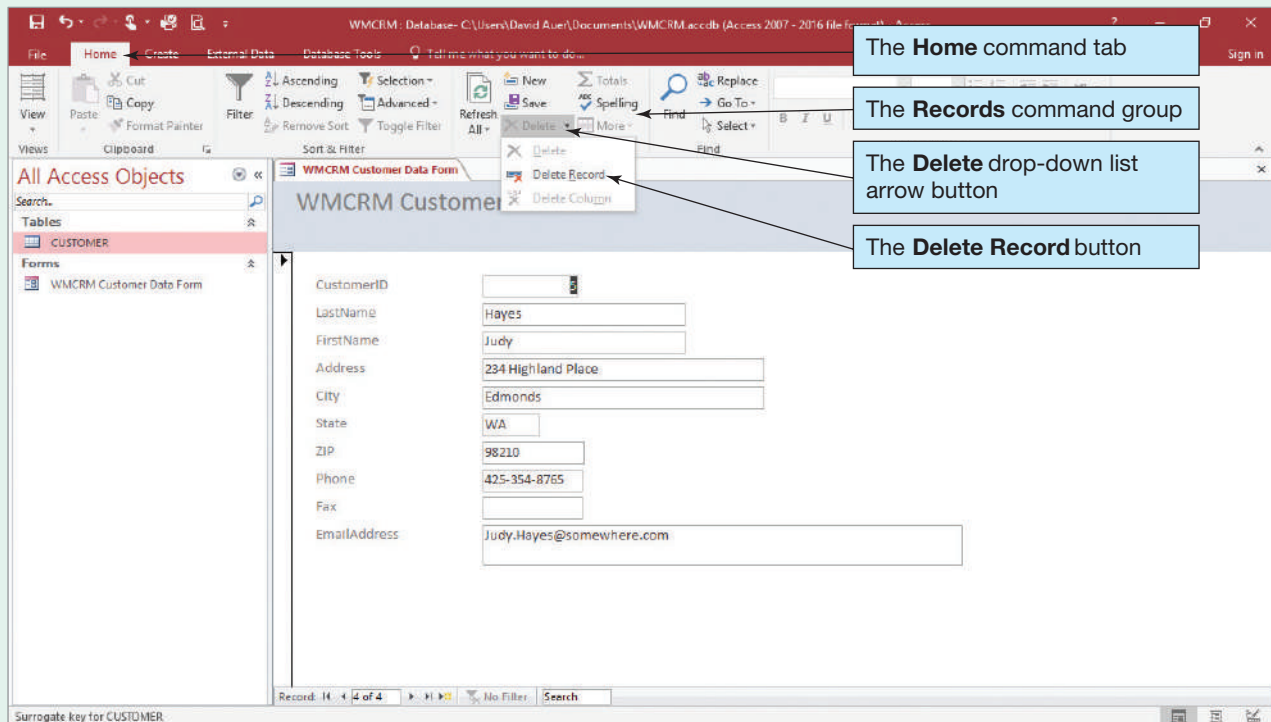 WMCRM : Database- C:\Users\David Auer\Documents\WMCRM.accdb (Access 2007 - 2016 file format) - Access
?
File Home Create External Data Database Tools Tell me what you want to do... Sign in
The Home command tab
View
Paste
Cut
Copy
Format Painter
Filter
Ascending
Descending
Remove Sort
Selection
Advanced
Toggle Filter
Refresh All
New
Save
Delete
Totals
Spelling
More
Find
Replace
Go To
Select
B I U
Views Clipboard Sort & Filter Find
The Records command group
The Delete drop-down list arrow button
The Delete Record button
Delete
Delete Record
Delete Column
All Access Objects
Search..
Tables
CUSTOMER
Forms
WMCRM Customer Data Form
WMCRM Customer Data Form
WMCRM Customer
CustomerID 5
LastName Hayes
FirstName Judy
Address 234 Highland Place
City Edmonds
State WA
ZIP 98210
Phone 425-354-8765
Fax
EmailAddress Judy.Hayes@somewhere.com
Record: 4 of 4 No Filter Search
Surrogate key for CUSTOMER